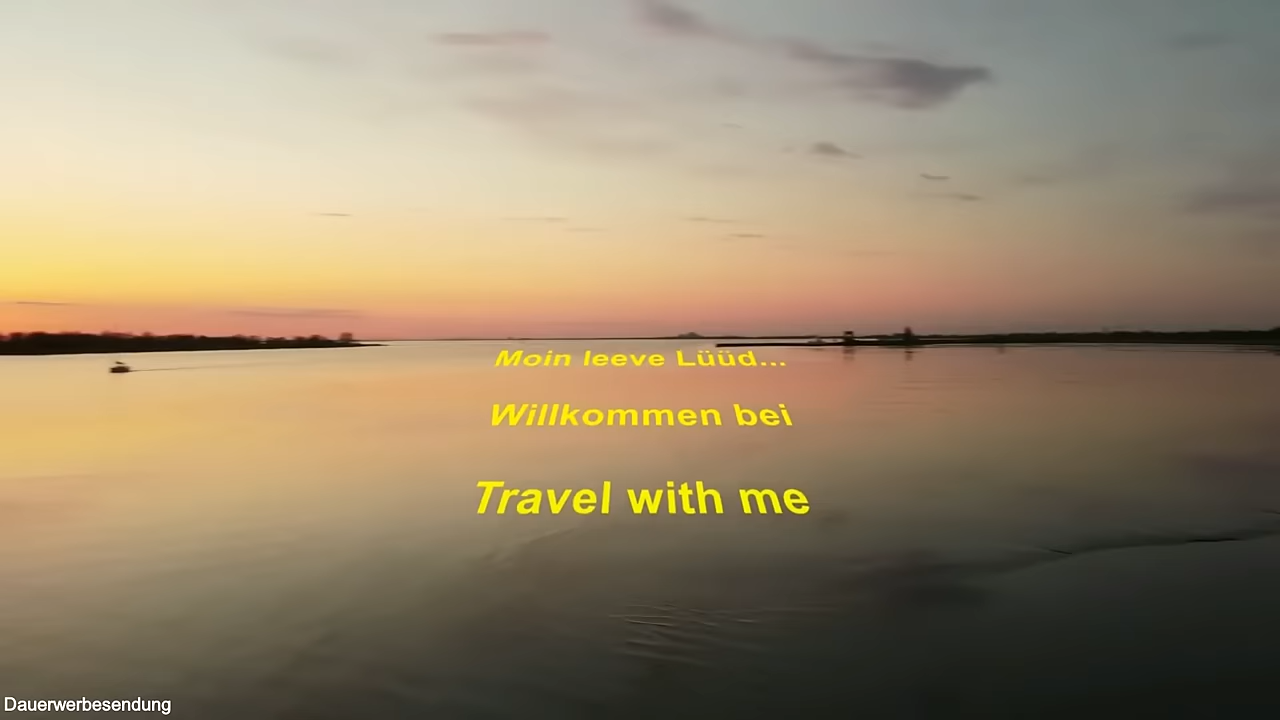 Moin leeve Lüüd...
Willkommen bei
Travel with me
Dauerwerbesendung